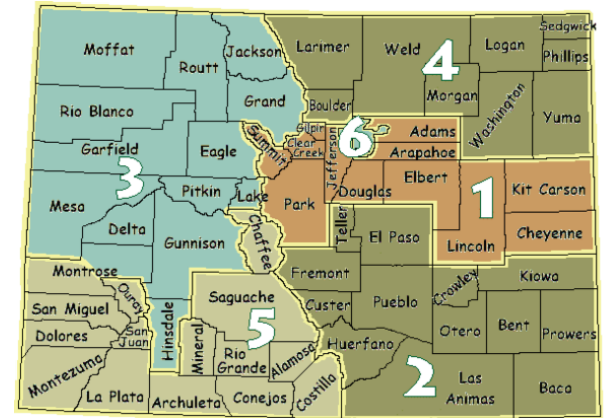 Moffat
Routt
Jackson
Larimer
Weld
Logan
Sedgwick
Phillips
4
Rio Blanco
Grand
Boulder
Morgan
Washington
Yuma
Garfield
Eagle
Summit
Gilpin
Clear
Creek
Jefferson
6
Adams
Arapahoe
3
Mesa
Pitkin
Lake
Park
Douglas
Elbert
1
Kit Carson
Cheyenne
Lincoln
Delta
Gunnison
Chaffee
Teller
El Paso
Montrose
Ouray
Saguache
Fremont
Crowley
Kiowa
San Miguel
Hinsdale
Mineral
5
Custer
Pueblo
Otero
Bent
Prowers
Dolores
San
Juan
Rio
Grande
Alamosa
Huerfano
2
Las
Animas
Baca
Montezuma
La Plata
Archuleta
Conejos
Costilla